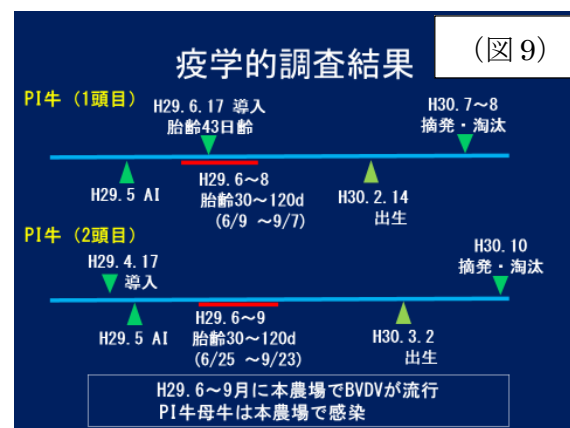 （図 9）
疫学的調査結果
PI牛（1頭目）
H29. 6. 17 導入
胎齢43日齢
H30. 7～8
摘発・淘汰
H29. 5 AI
H29. 6～8
胎齢30～120d
(6/9 ～9/7)
H30. 2. 14
出生
PI牛（2頭目）
H29. 4. 17
導入
H30. 10
摘発・淘汰
H29. 5 AI
H29. 6～9
胎齢30～120d
(6/25 ～9/23)
H30. 3. 2
出生
H29. 6～9月に本農場でBVDVが流行
PI牛母牛は本農場で感染